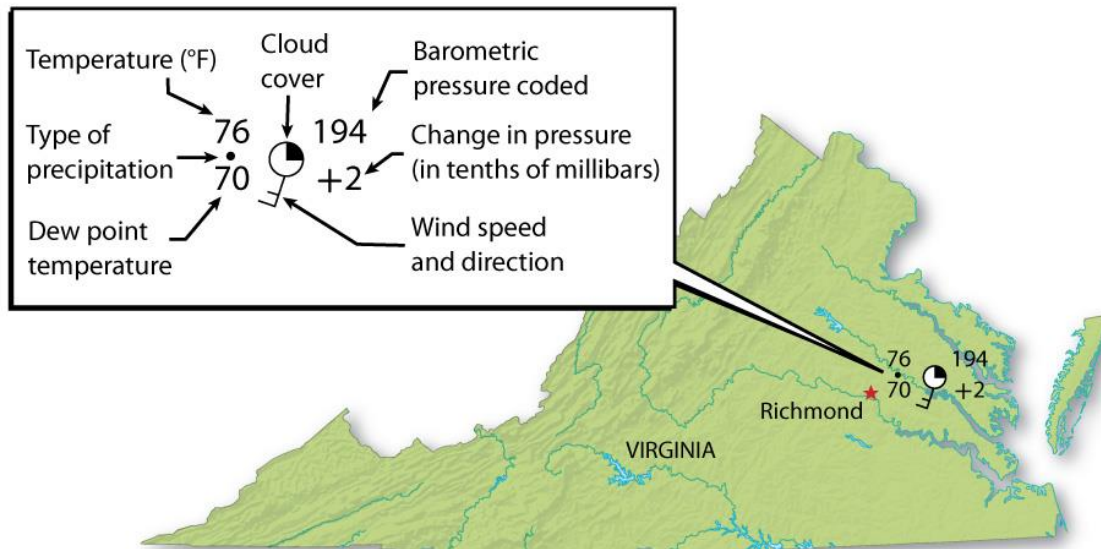 Temperature (°F)
Cloud
cover
Barometric
pressure coded
76
194
Type of
precipitation
Change in pressure
(in tenths of millibars)
70
+2
Dew point
temperature
Wind speed
and direction
76
194
70
+2
Richmond
VIRGINIA